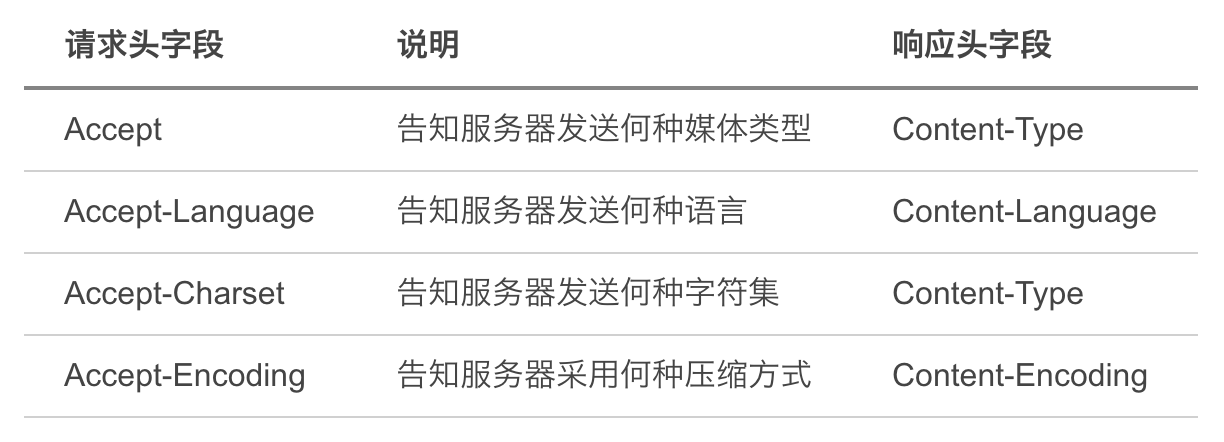 请求头字段 说明 响应头字段
Accept 告知服务器发送何种媒体类型 Content-Type
Accept-Language 告知服务器发送何种语言 Content-Language
Accept-Charset 告知服务器发送何种字符集 Content-Type
Accept-Encoding 告知服务器采用何种压缩方式 Content-Encoding